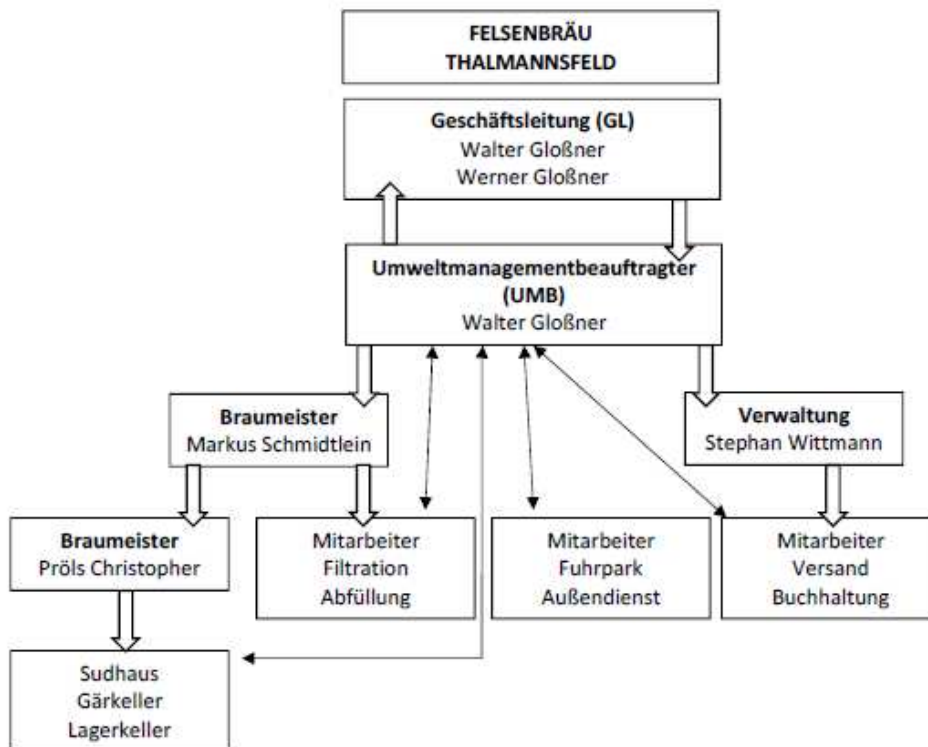 FELSENBRÄU
THALMANNSFELD
Geschäftsleitung (GL)
Walter Gloßner
Werner Gloßner
Umweltmanagementbeauftragter
(UMB)
Walter Gloßner
Braumeister
Markus Schmidtlein
Verwaltung
Stephan Wittmann
Braumeister
Pröls Christopher
Mitarbeiter
Filtration
Abfüllung
Mitarbeiter
Fuhrpark
Außendienst
Mitarbeiter
Versand
Buchhaltung
Sudhaus
Gärkeller
Lagerkeller